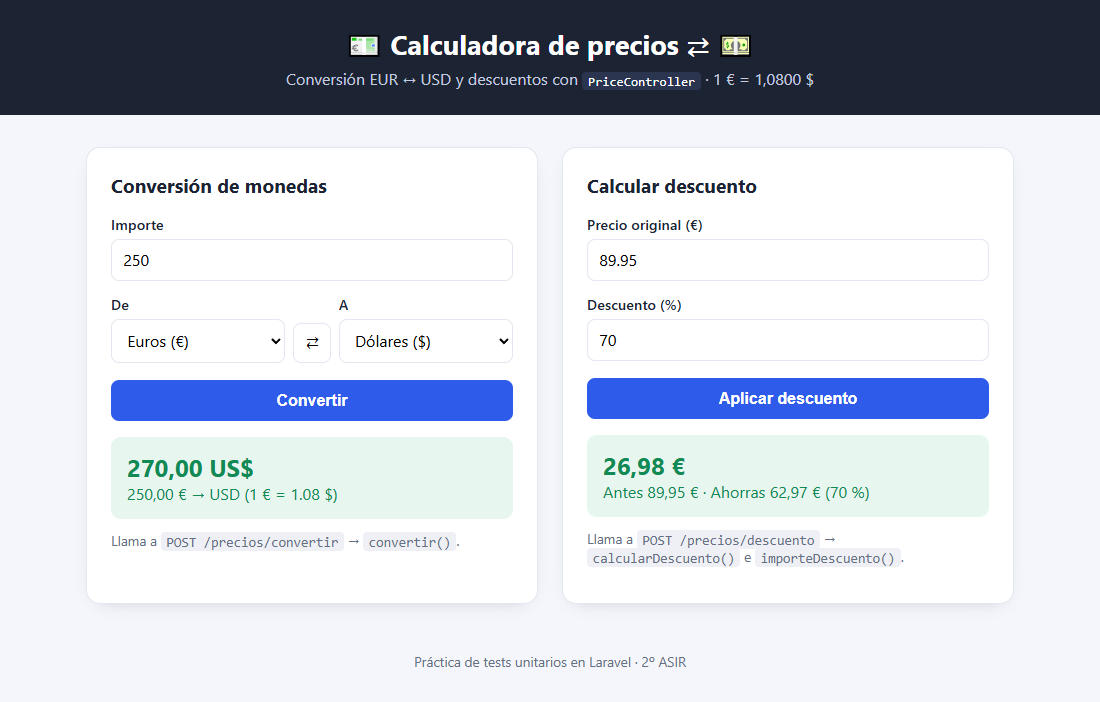 💶 Calculadora de precios ⇄ 💵
Conversión EUR ↔ USD y descuentos con PriceController · 1 € = 1,0800 $
Conversión de monedas
Importe
250
De
A
Euros (€)
⇄
Dólares ($)
Convertir
270,00 US$
250,00 € → USD (1 € = 1.08 $)
Llama a POST /precios/convertir → convertir().
Calcular descuento
Precio original (€)
89.95
Descuento (%)
70
Aplicar descuento
26,98 €
Antes 89,95 € · Ahorras 62,97 € (70 %)
Llama a POST /precios/descuento →
calcularDescuento() e importeDescuento().
Práctica de tests unitarios en Laravel · 2º ASIR